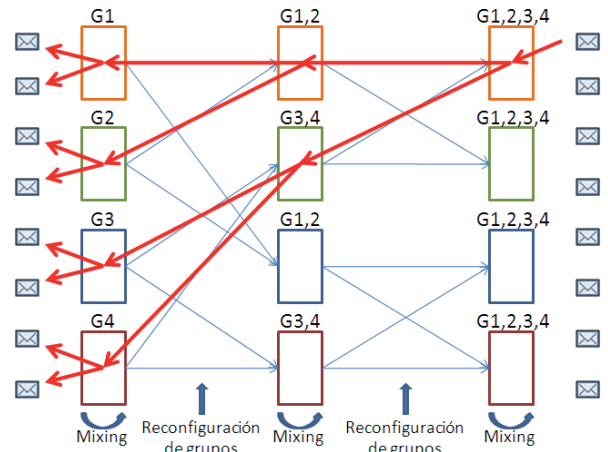 G1 G1,2 G1,2,3,4
G2 G3,4 G1,2,3,4
G3 G1,2 G1,2,3,4
G4 G3,4 G1,2,3,4
Mixing Reconfiguración Mixing Reconfiguración Mixing
de grupos de grupos